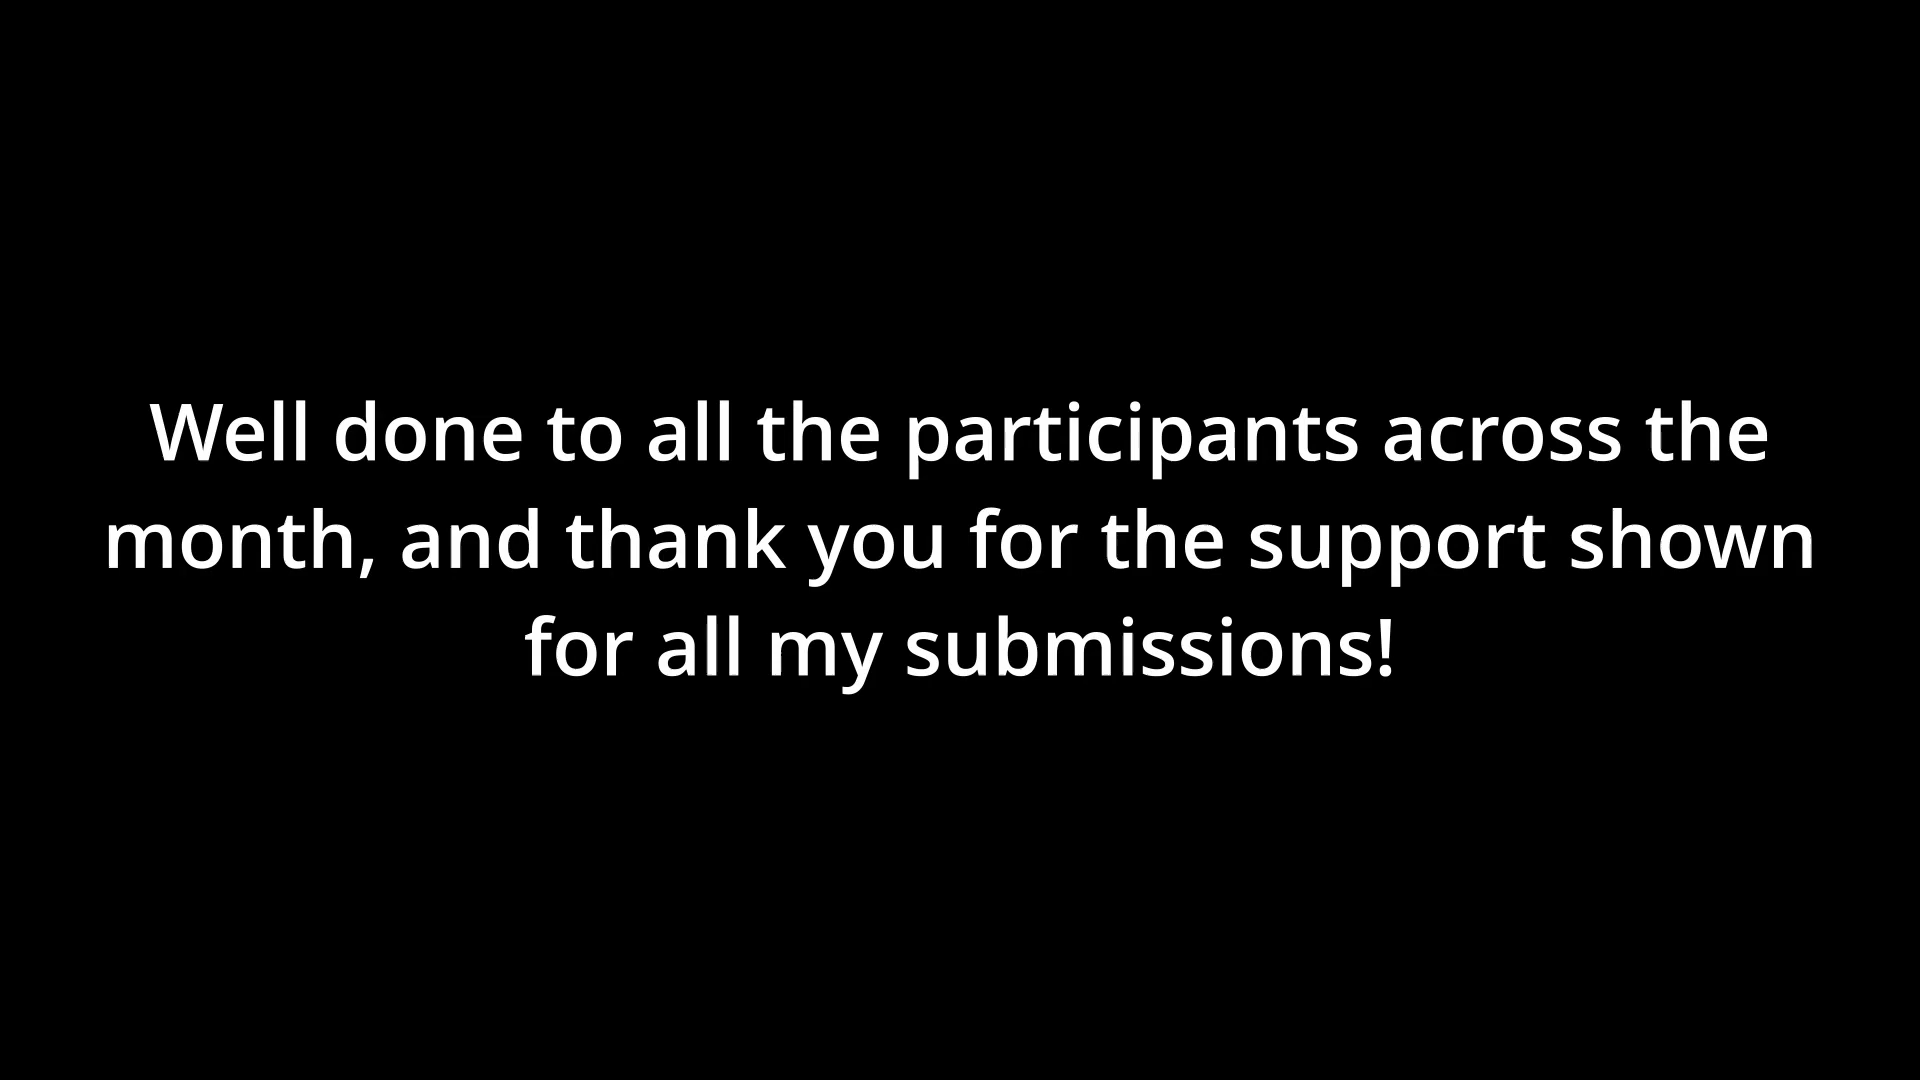 Well done to all the participants across the
month, and thank you for the support shown
for all my submissions!